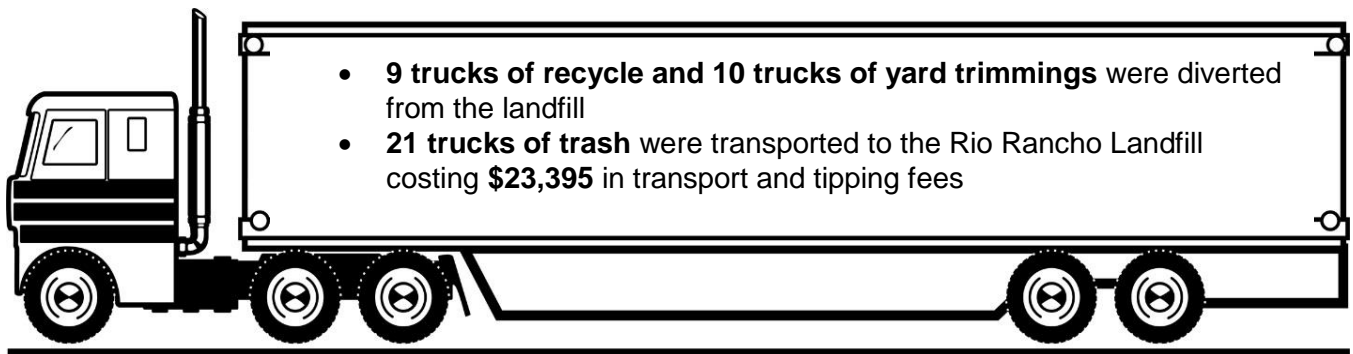 • 9 trucks of recycle and 10 trucks of yard trimmings were diverted
from the landfill
• 21 trucks of trash were transported to the Rio Rancho Landfill
costing $23,395 in transport and tipping fees